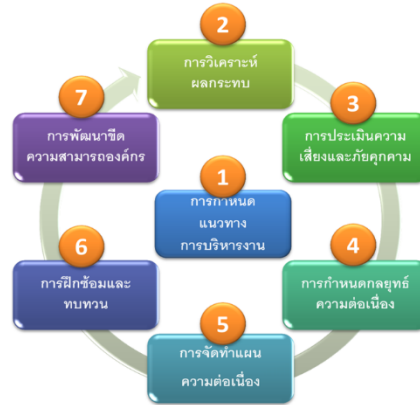 1
การกำหนด
แนวทาง
การบริหารงาน
2
การวิเคราะห์
ผลกระทบ
3
การประเมินความ
เสี่ยงและภัยคุกคาม
4
การกำหนดกลยุทธ์
ความต่อเนื่อง
5
การจัดทำแผน
ความต่อเนื่อง
6
การฝึกซ้อมและ
ทบทวน
7
การพัฒนาขีด
ความสามารถองค์กร